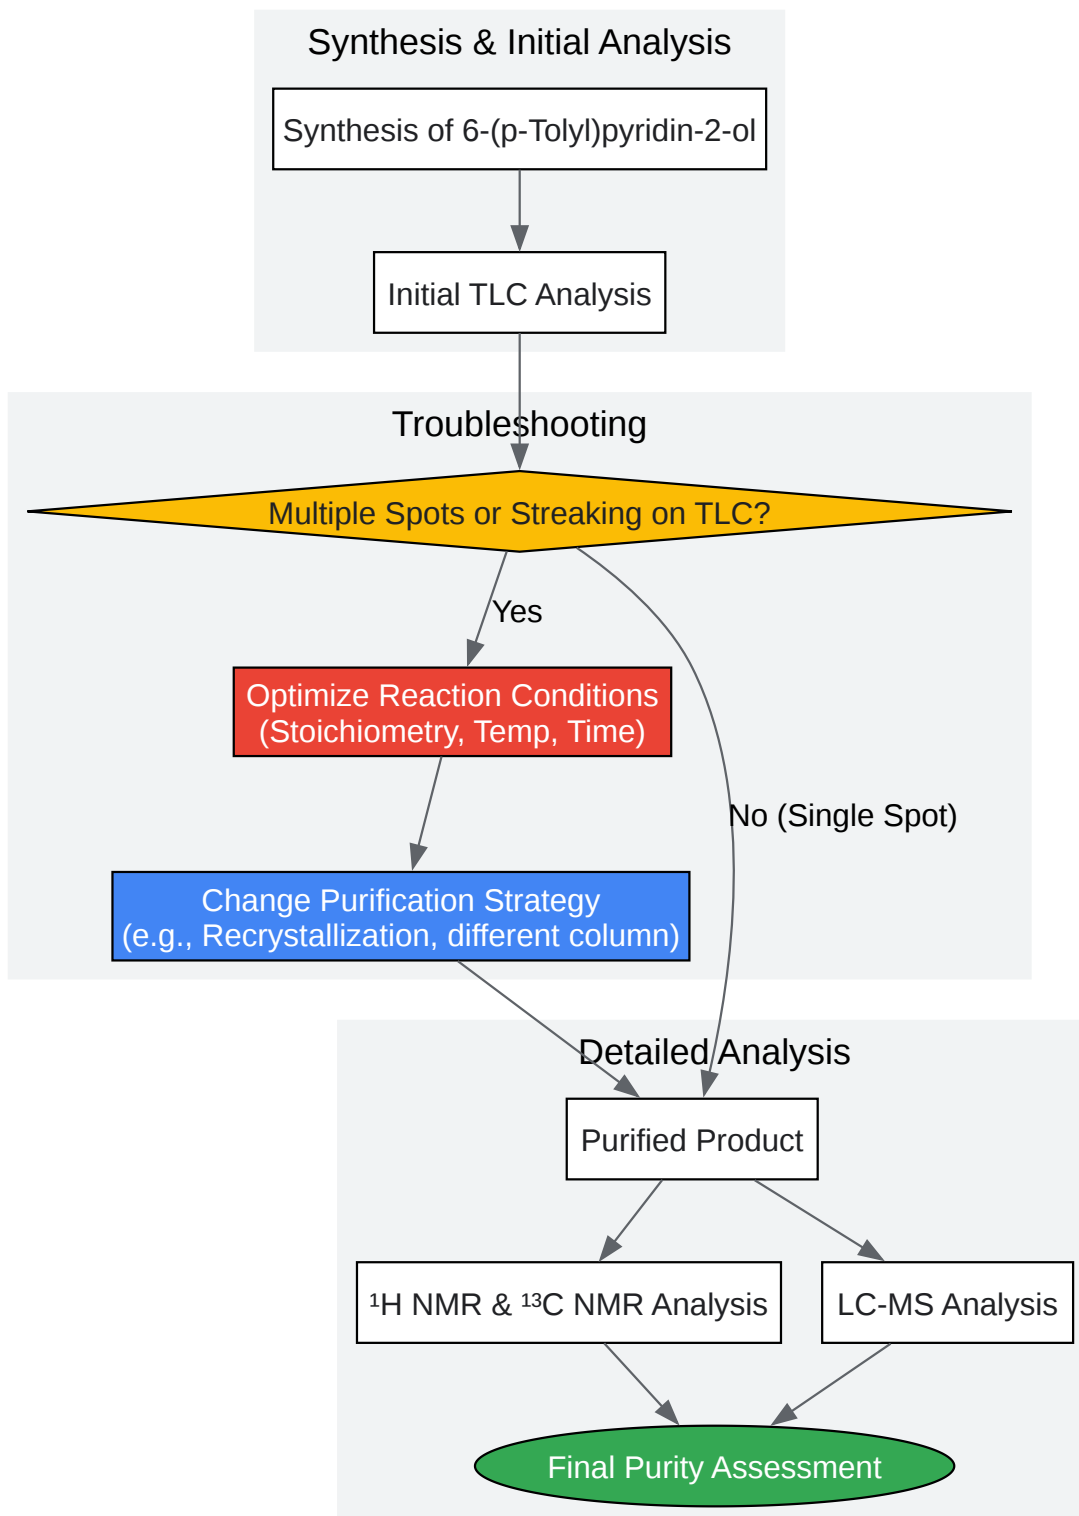 Synthesis & Initial Analysis
Synthesis of 6-(p-Tolyl)pyridin-2-ol
Initial TLC Analysis
Troubleshooting
Multiple Spots or Streaking on TLC?
Yes
Optimize Reaction Conditions
(Stoichiometry, Temp, Time)
No (Single Spot)
Change Purification Strategy
(e.g., Recrystallization, different column)
Detailed Analysis
Purified Product
¹H NMR & ¹³C NMR Analysis
LC-MS Analysis
Final Purity Assessment